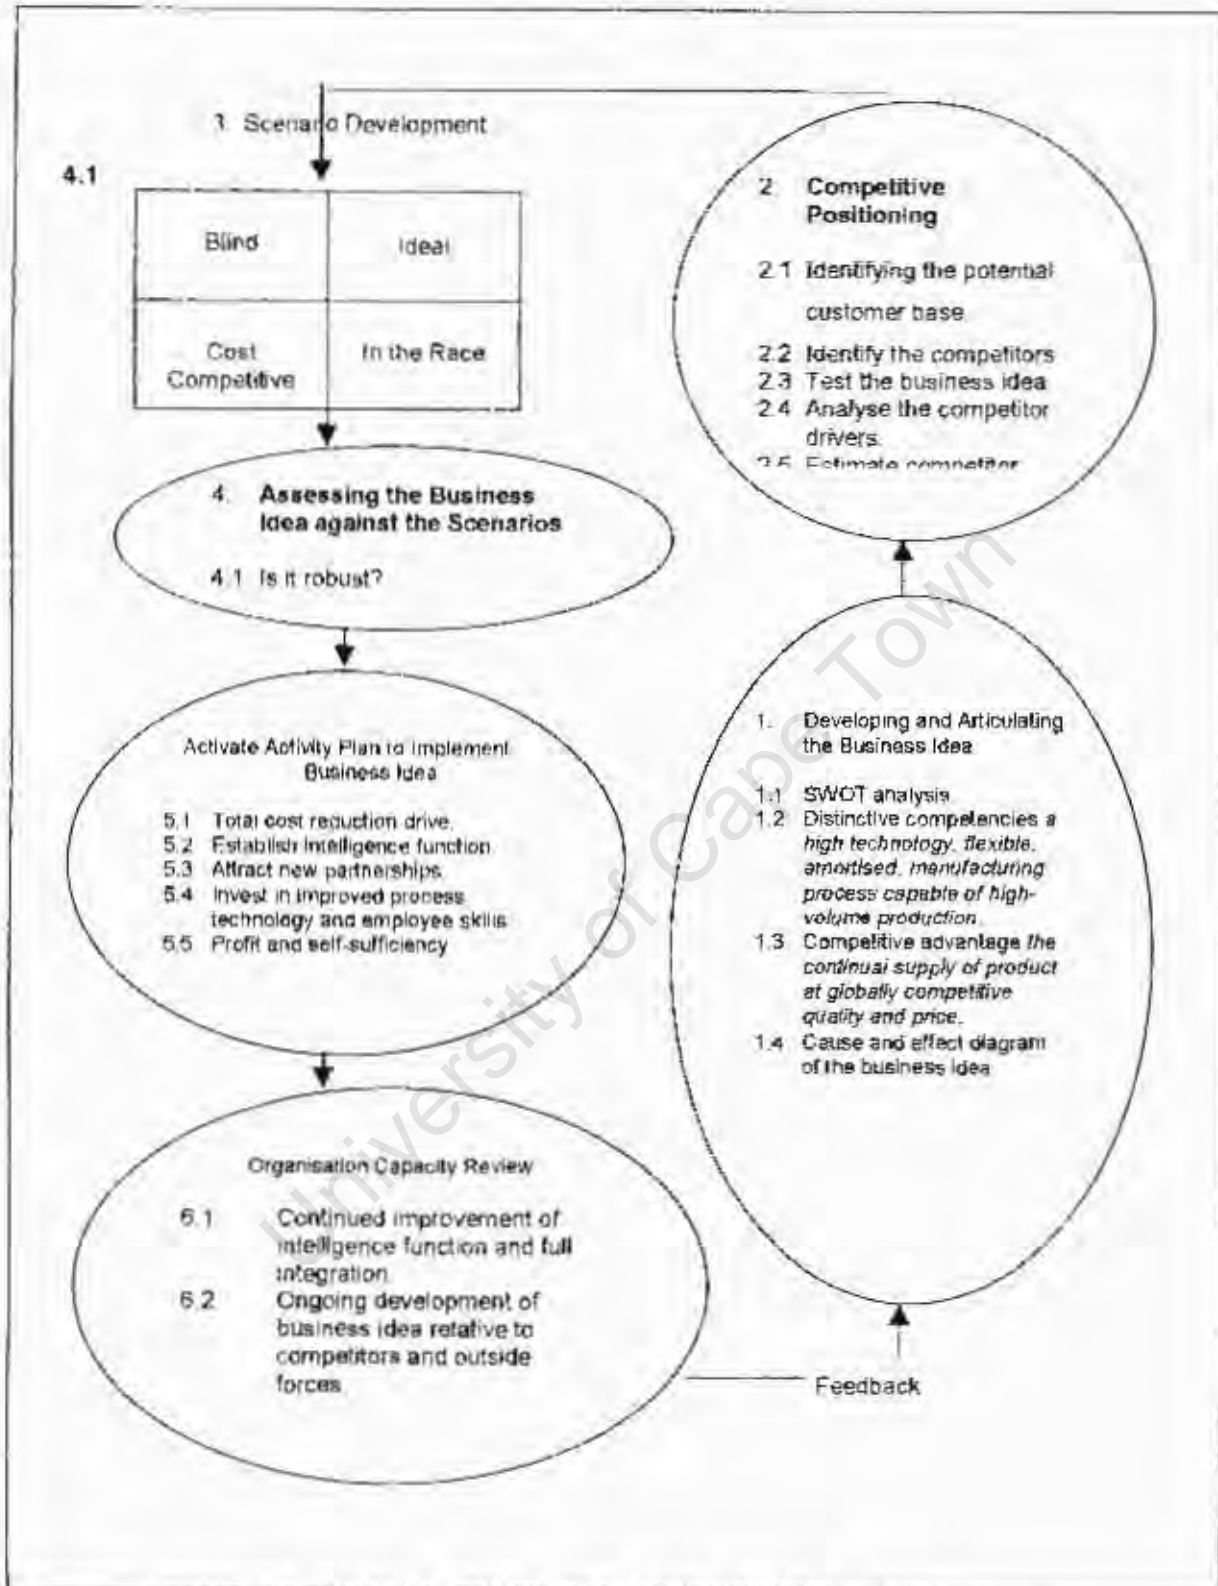 3. Scenario Development
4.1
Blind
Ideal
Cost
Competitive
In the Race
4. Assessing the Business
Idea against the Scenarios
4.1 Is it robust?
Activate Activity Plan to Implement
Business Idea
5.1 Total cost reduction drive.
5.2 Establish intelligence function
5.3 Attract new partnerships
5.4 Invest in improved process
technology and employee skills
5.5 Profit and self-sufficiency
Organisation Capacity Review
6.1 Continued improvement of
intelligence function and full
integration
6.2 Ongoing development of
business idea relative to
competitors and outside
forces
Feedback
1. Developing and Articulating
the Business Idea
1.1 SWOT analysis
1.2 Distinctive competencies a
high technology, flexible,
amortised, manufacturing
process capable of high-
volume production.
1.3 Competitive advantage the
continual supply of product
at globally competitive
quality and price.
1.4 Cause and effect diagram
of the business idea
2. Competitive
Positioning
2.1 Identifying the potential
customer base
2.2 Identify the competitors
2.3 Test the business idea
2.4 Analyse the competitor
drivers.
2.5 Estimate competitor
University of Cape Town